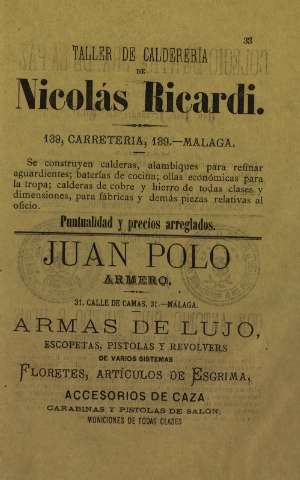 33
TALLER DE CALDERERÍA
DE
Nicolás Ricardi.
139, CARRETERIA, 139.—MALAGA.
Se construyen calderas, alambiques para refinar
aguardientes; baterías de cocina; ollas económicas para
la tropa; calderas de cobre y hierro de todas clases y
dimensiones, para fábricas y demás piezas relativas al
oficio.
Puntualidad y precios arreglados.
JUAN POLO
ARMERO,
31, CALLE DE CAMAS, 31.—MÁLAGA.
ARMAS DE LUJO,
ESCOPETAS, PISTOLAS Y REVOLVERS
DE VARIOS SISTEMAS
FLORETES, ARTÍCULOS DE ESGRIMA,
ACCESORIOS DE CAZA
CARABINAS Y PISTOLAS DE SALON,
MUNICIONES DE TODAS CLASES